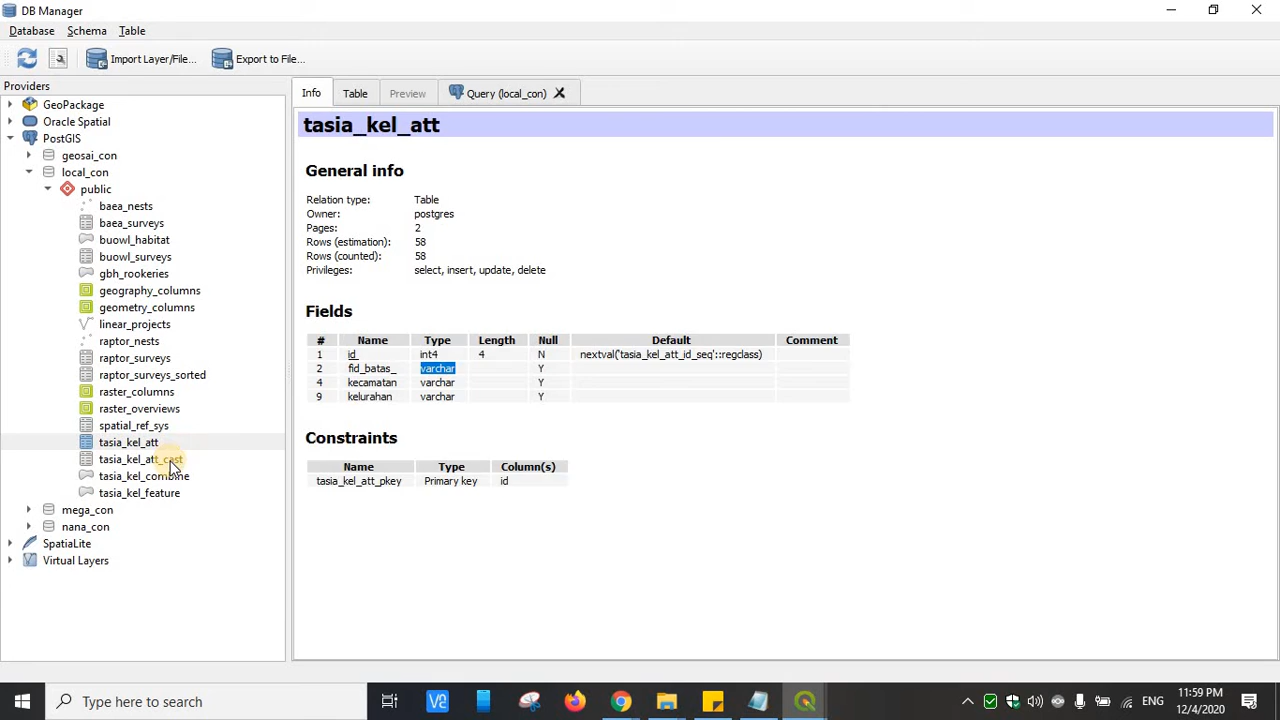 DB Manager
Database Schema Table
Import Layer/File... Export to File...
Providers
GeoPackage
Oracle Spatial
PostGIS
geosai_con
local_con
public
baea_nests
baea_surveys
buowl_habitat
buowl_surveys
gbh_rookeries
geography_columns
geometry_columns
linear_projects
raptor_nests
raptor_surveys
raptor_surveys_sorted
raster_columns
raster_overviews
spatial_ref_sys
tasia_kel_att
tasia_kel_att_cast
tasia_kel_combine
tasia_kel_feature
mega_con
nana_con
SpatiaLite
Virtual Layers
Info Table Preview Query (local_con)
tasia_kel_att
General info
Relation type: Table
Owner: postgres
Pages: 2
Rows (estimation): 58
Rows (counted): 58
Privileges: select, insert, update, delete
Fields
# Name Type Length Null Default Comment
1 id int4 4 N nextval('tasia_kel_att_id_seq'::regclass)
2 fid_batas_ varchar Y
4 kecamatan varchar Y
9 kelurahan varchar Y
Constraints
Name Type Column(s)
tasia_kel_att_pkey Primary key id
Type here to search
ENG
11:59 PM
12/4/2020